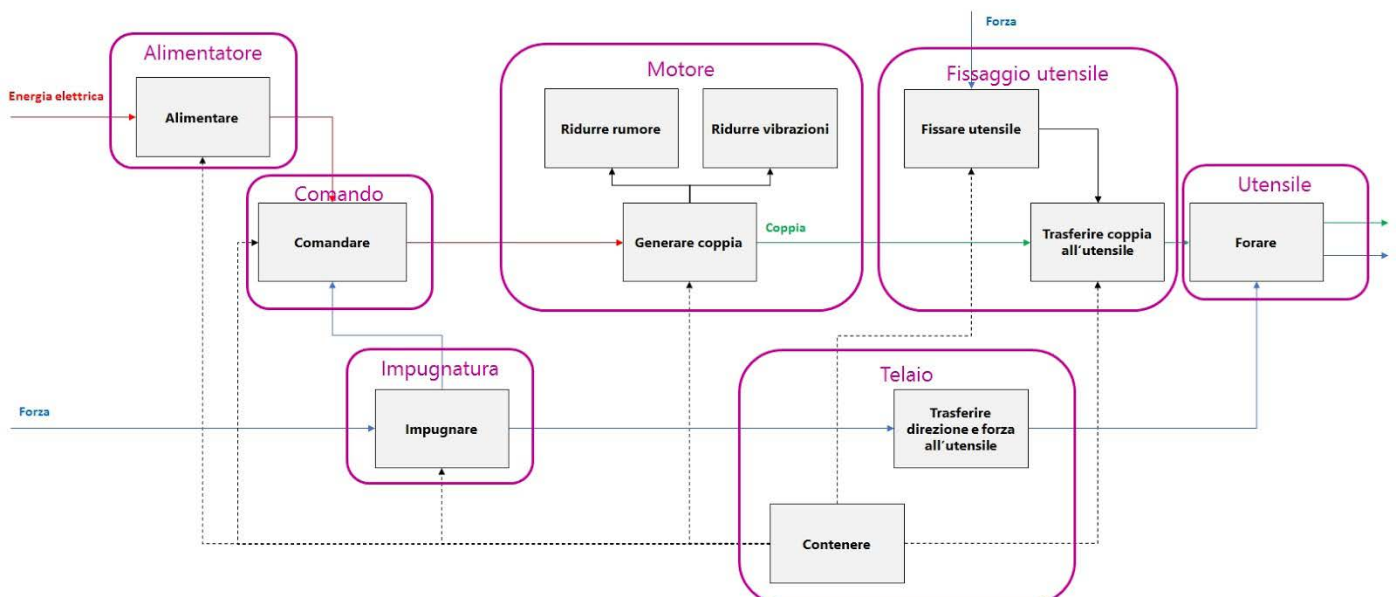 Forza
Alimentatore
Motore
Fissaggio utensile
Energia elettrica
Alimentare
Ridurre rumore
Ridurre vibrazioni
Fissare utensile
Comando
Utensile
Comandare
Generare coppia
Coppia
Trasferire coppia
all'utensile
Forare
Impugnatura
Telaio
Forza
Impugnare
Trasferire
direzione e forza
all'utensile
Contenere